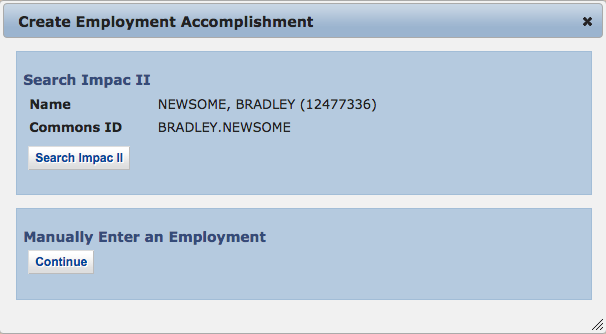 Create Employment Accomplishment
Search Impac II
Name NEWSOME, BRADLEY (12477336)
Commons ID BRADLEY.NEWSOME
Search Impac II
Manually Enter an Employment
Continue